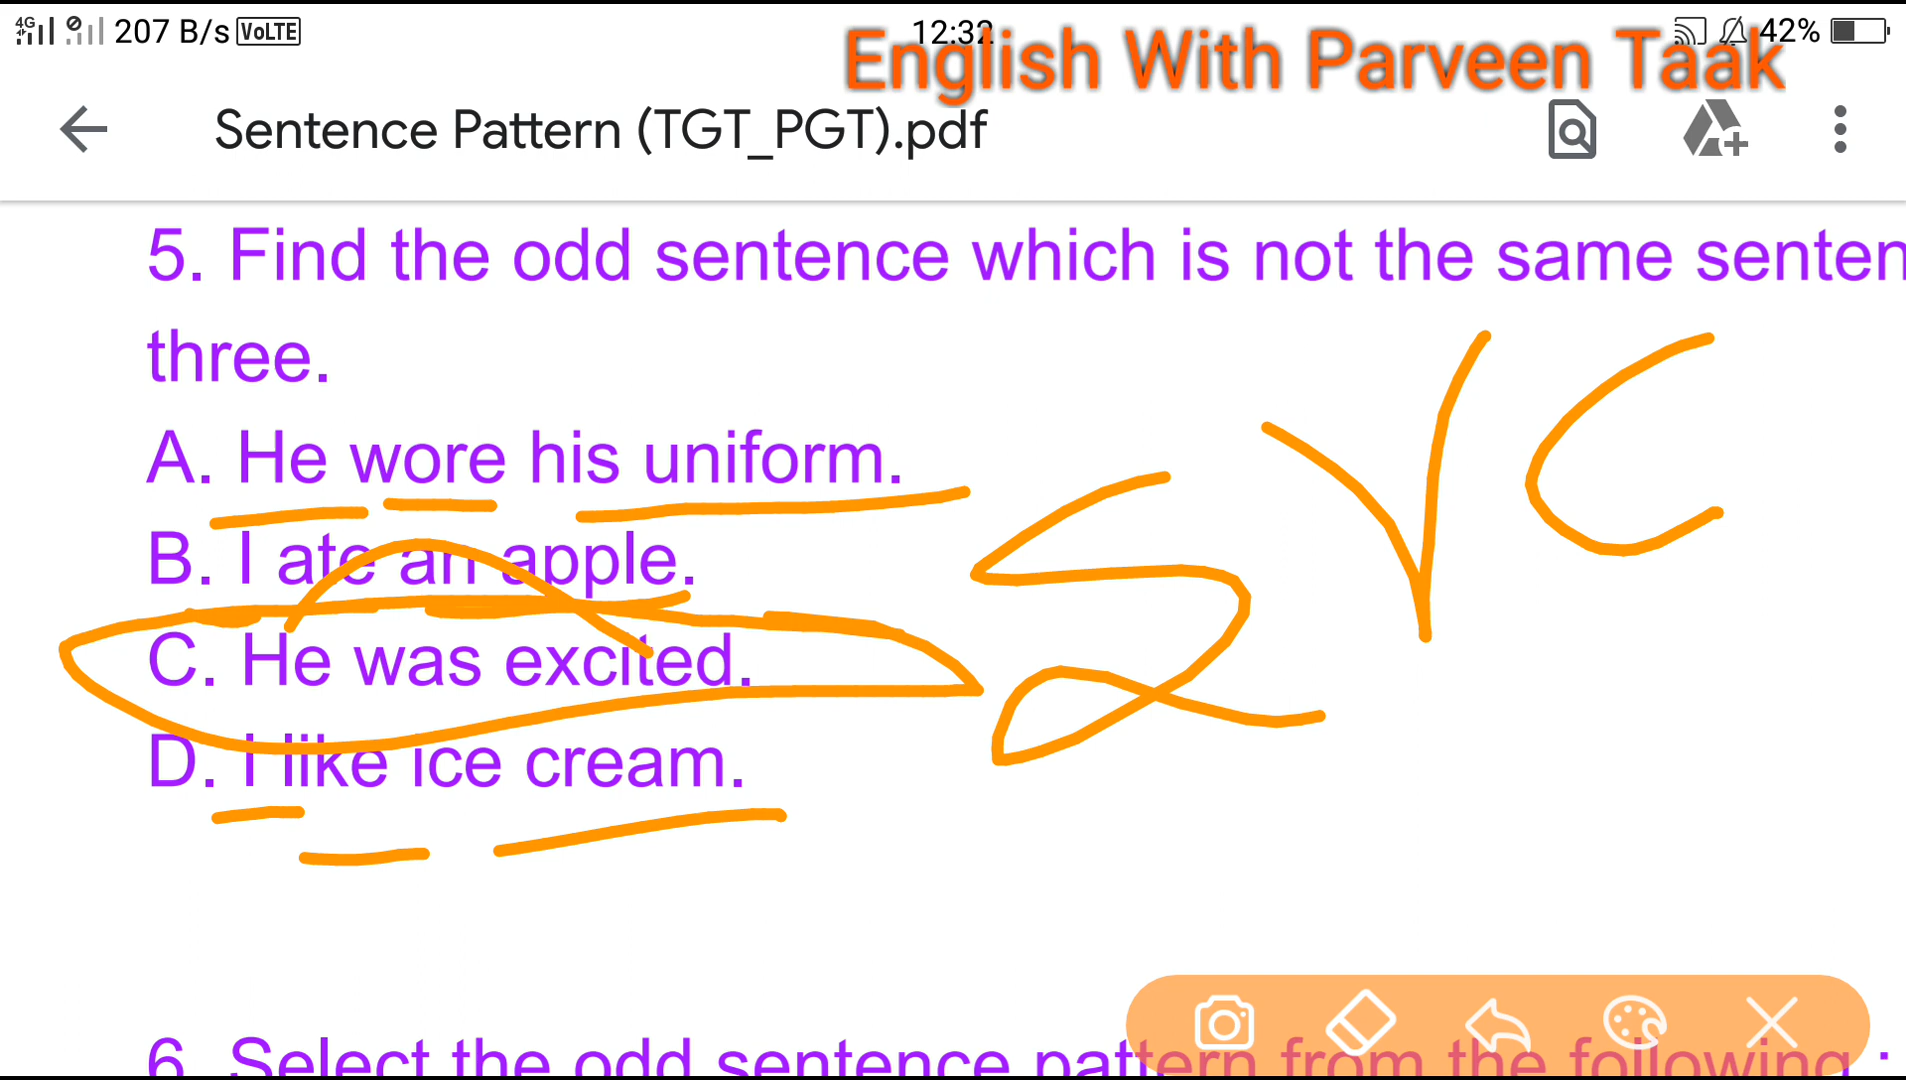 4G 207 B/s VoLTE 12:32 42%
English With Parveen Taak
Sentence Pattern (TGT_PGT).pdf
5. Find the odd sentence which is not the same senten
three.
A. He wore his uniform.
B. I ate an apple.
C. He was excited.
D. I like ice cream.
SVC
6. Select the odd sentence pattern from the following :